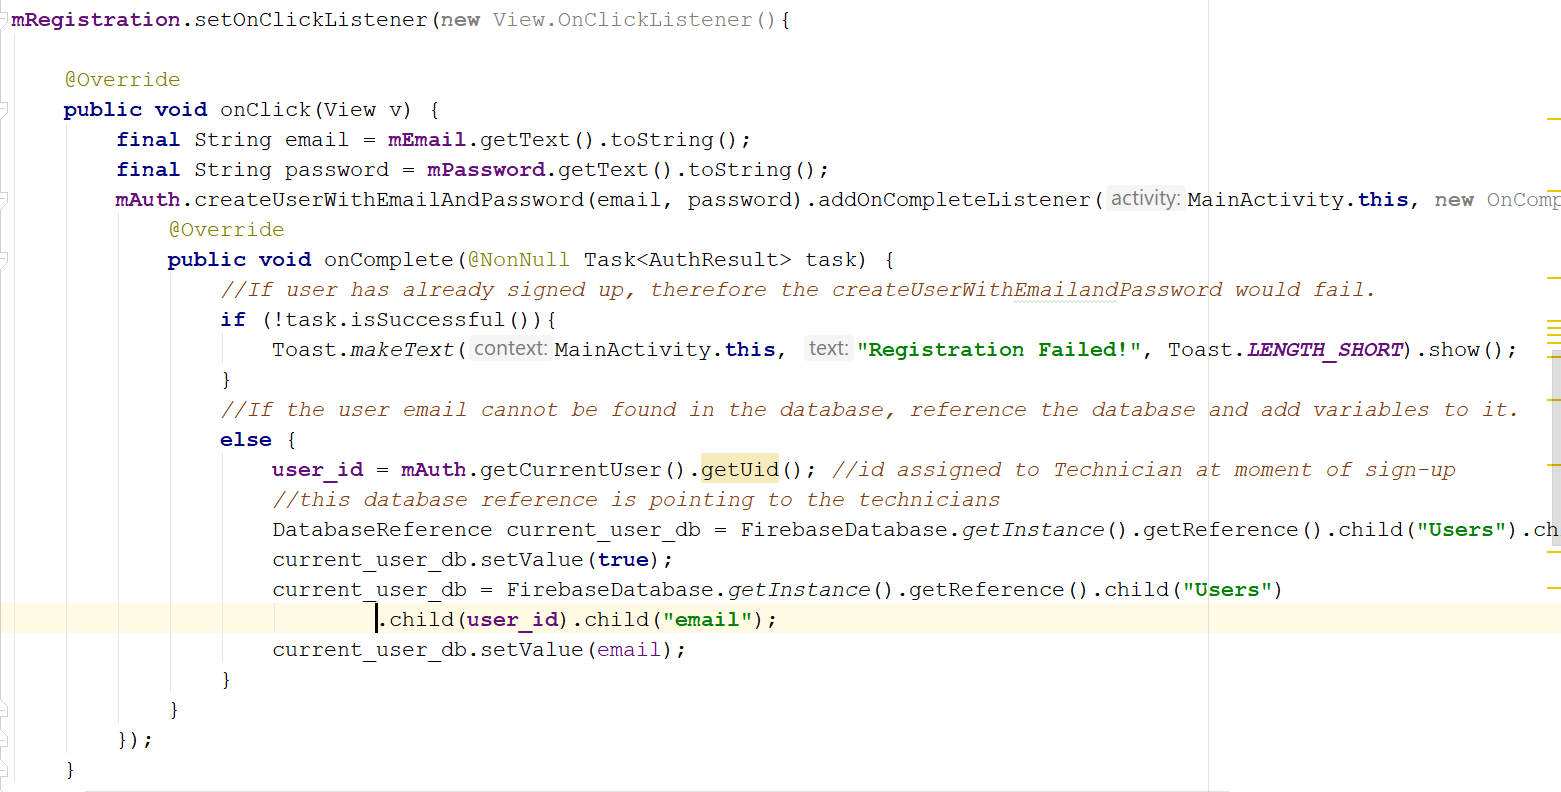 mRegistration.setOnClickListener(new View.OnClickListener(){
@Override
public void onClick(View v) {
final String email = mEmail.getText().toString();
final String password = mPassword.getText().toString();
mAuth.createUserWithEmailAndPassword(email, password).addOnCompleteListener( activity: MainActivity.this, new OnComp
@Override
public void onComplete(@NonNull Task<AuthResult> task) {
//If user has already signed up, therefore the createUserWithEmailandPassword would fail.
if (!task.isSuccessful()){
Toast.makeText( context: MainActivity.this, text: "Registration Failed!", Toast.LENGTH_SHORT).show();
}
//If the user email cannot be found in the database, reference the database and add variables to it.
else {
user_id = mAuth.getCurrentUser().getUid(); //id assigned to Technician at moment of sign-up
//this database reference is pointing to the technicians
DatabaseReference current_user_db = FirebaseDatabase.getInstance().getReference().child("Users").ch
current_user_db.setValue(true);
current_user_db = FirebaseDatabase.getInstance().getReference().child("Users")
.child(user_id).child("email");
current_user_db.setValue(email);
}
}
});
}